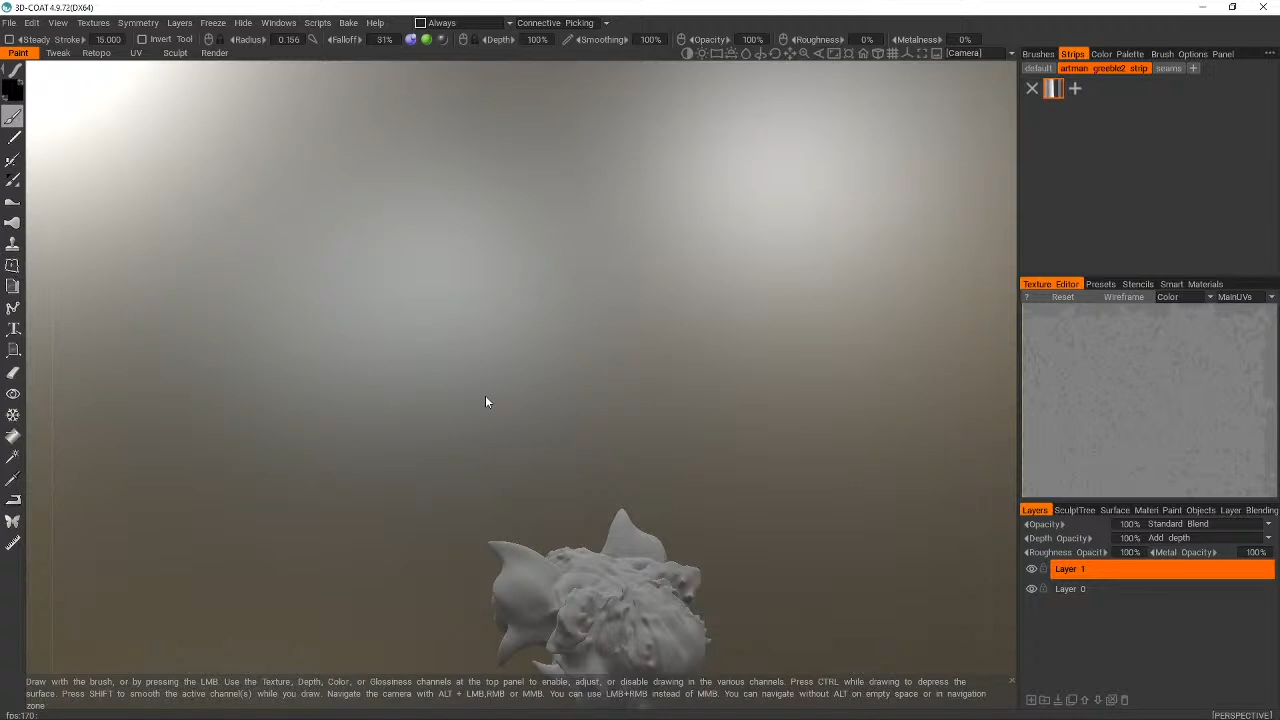 3D-COAT 4.9.72(DX64)
File Edit View Textures Symmetry Layers Freeze Hide Windows Scripts Bake Help Always Connective Picking
Steady Stroke 15.000 Invert Tool Radius 0.156 Falloff 31% Depth 100% Smoothing 100% Opacity 100% Roughness 0% Metalness 0%
Paint Tweak Retopo UV Sculpt Render [Camera]
Brushes Strips Color Palette Brush Options Panel
default artman greeble2 strip seams +
Texture Editor Presets Stencils Smart Materials
? Reset Wireframe Color MainUVs
Layers SculptTree Surface Materi Paint Objects Layer Blending
Opacity 100% Standard Blend
Depth Opacity 100% Add depth
Roughness Opacit 100% Metal Opacity 100%
Layer 1
Layer 0
Draw with the brush, or by pressing the LMB. Use the Texture, Depth, Color, or Glossiness channels at the top panel to enable, adjust, or disable drawing in the various channels. Press CTRL while drawing to depress the
surface. Press SHIFT to smooth the active channel(s) while you draw. Navigate the camera with ALT + LMB,RMB or MMB. You can use LMB+RMB instead of MMB. You can navigate without ALT on empty space or in navigation
zone
fps:170; [PERSPECTIVE]